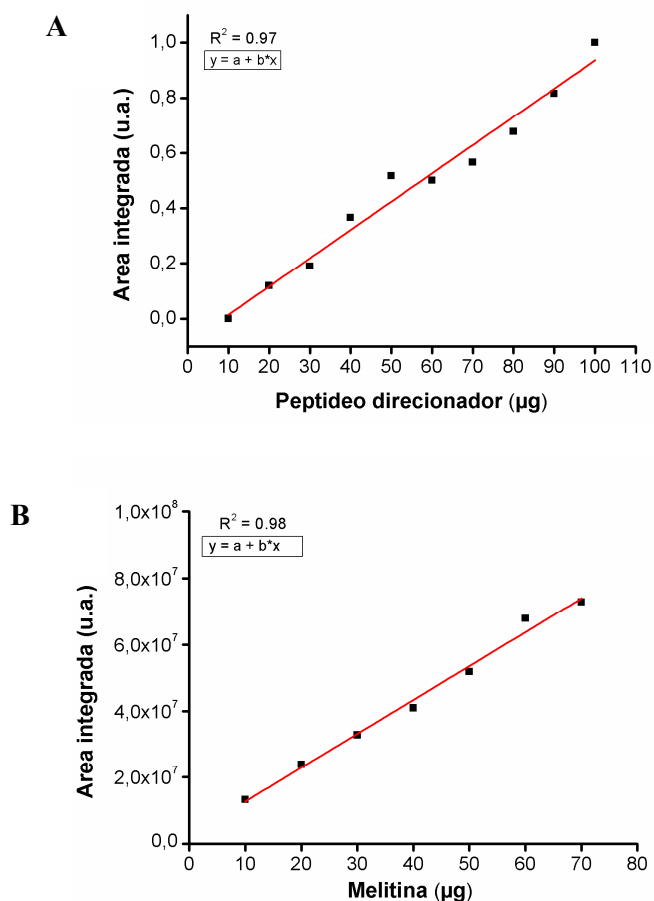 A
R² = 0.97
y = a + b*x
Area integrada (u.a.)
1,0
0,8
0,6
0,4
0,2
0,0
0 10 20 30 40 50 60 70 80 90 100 110
Peptideo direcionador (µg)
B
R² = 0.98
y = a + b*x
Area integrada (u.a.)
1,0x10⁸
8,0x10⁷
6,0x10⁷
4,0x10⁷
2,0x10⁷
0,0
0 10 20 30 40 50 60 70 80
Melitina (µg)